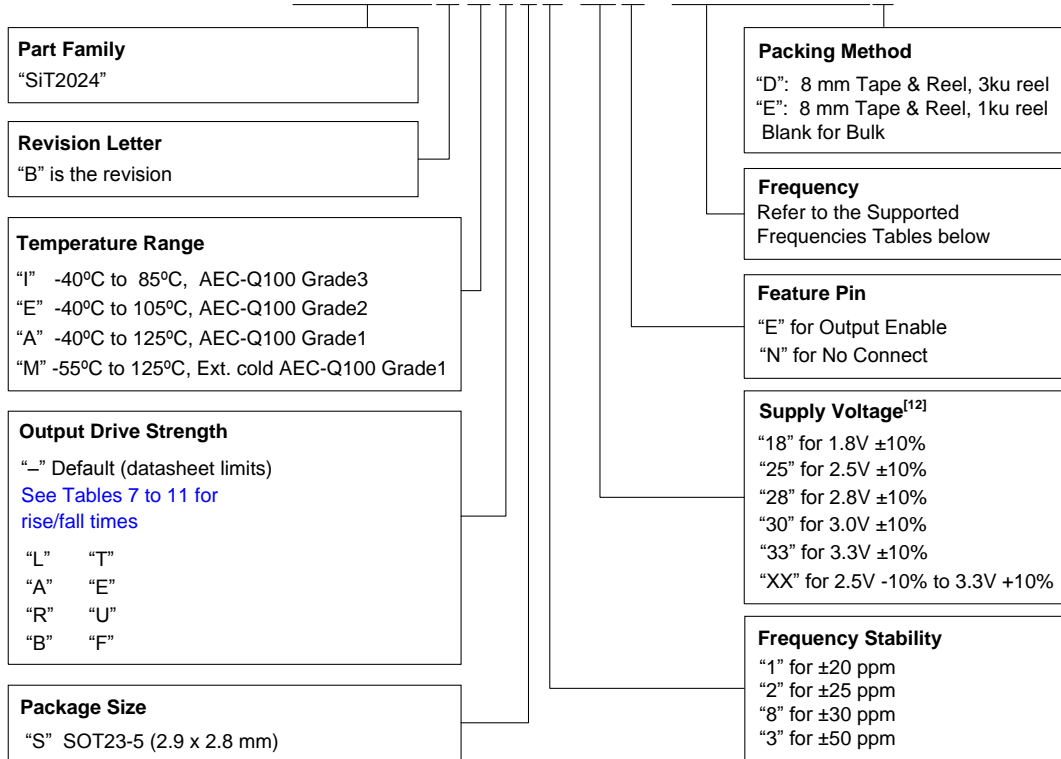 Part Family
“SiT2024”
Revision Letter
“B” is the revision
Temperature Range
“I” -40ºC to 85ºC, AEC-Q100 Grade3
“E” -40ºC to 105ºC, AEC-Q100 Grade2
“A” -40ºC to 125ºC, AEC-Q100 Grade1
“M” -55ºC to 125ºC, Ext. cold AEC-Q100 Grade1
Output Drive Strength
“–” Default (datasheet limits)
See Tables 7 to 11 for
rise/fall times
“L” “T”
“A” “E”
“R” “U”
“B” “F”
Package Size
“S” SOT23-5 (2.9 x 2.8 mm)
Packing Method
“D”: 8 mm Tape & Reel, 3ku reel
“E”: 8 mm Tape & Reel, 1ku reel
Blank for Bulk
Frequency
Refer to the Supported
Frequencies Tables below
Feature Pin
“E” for Output Enable
“N” for No Connect
Supply Voltage[12]
“18” for 1.8V ±10%
“25” for 2.5V ±10%
“28” for 2.8V ±10%
“30” for 3.0V ±10%
“33” for 3.3V ±10%
“XX” for 2.5V -10% to 3.3V +10%
Frequency Stability
“1” for ±20 ppm
“2” for ±25 ppm
“8” for ±30 ppm
“3” for ±50 ppm